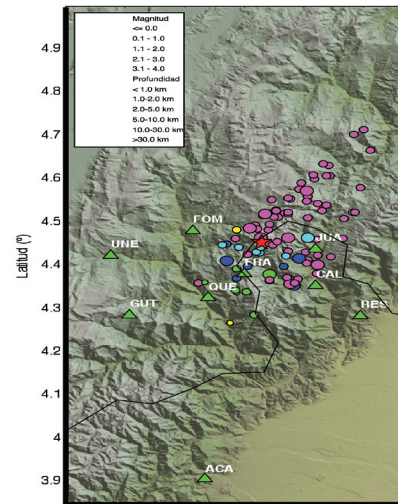 Magnitud
<= 0.0
0.1 - 1.0
1.1 - 2.0
2.1 - 3.0
3.1 - 4.0
Profundidad
< 1.0 km
1.0-2.0 km
2.0-5.0 km
5.0-10.0 km
10.0-30.0 km
>30.0 km
Latitud (º)
4.9
4.8
4.7
4.6
4.5
4.4
4.3
4.2
4.1
4
3.9
FOM
UNE
JCA
FRA
CAL
QUE
GUT
RES
ACA